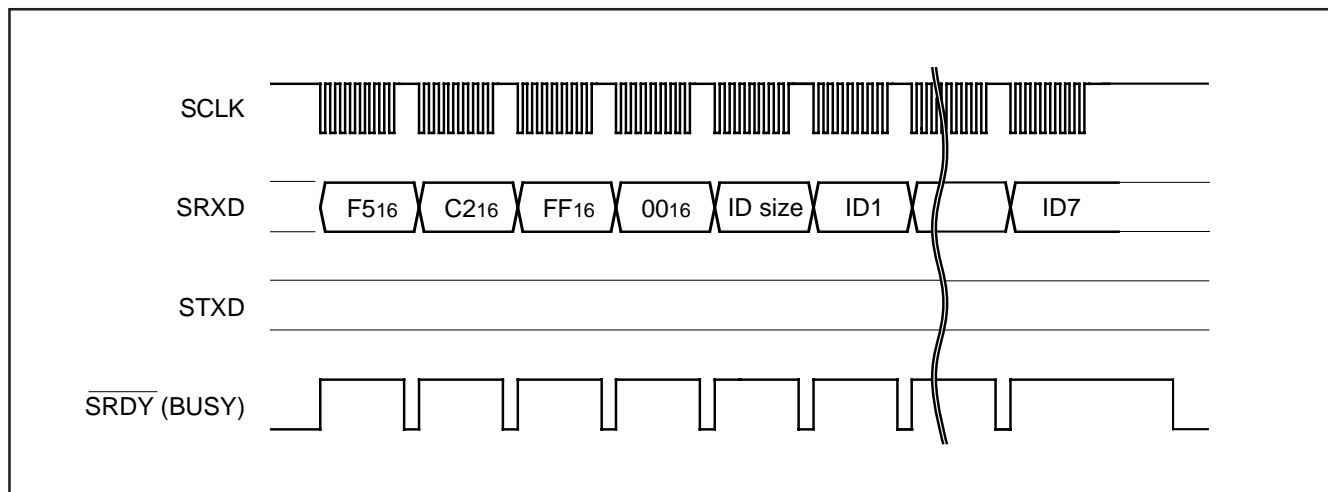 SCLK
SRXD F516 C216 FF16 0016 ID size ID1 ID7
STXD
SRDY (BUSY)